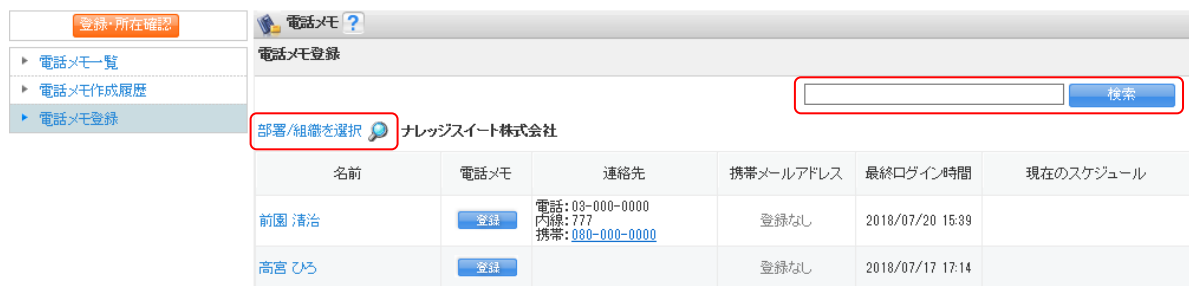 登録・所在確認
電話メモ一覧
電話メモ作成履歴
電話メモ登録
電話メモ ?
電話メモ登録
検索
部署/組織を選択 ナレッジスイート株式会社
名前 電話メモ 連絡先 携帯メールアドレス 最終ログイン時間 現在のスケジュール
前園 清治 登録 電話:03-000-0000 登録なし 2018/07/20 15:39
内線:777
携帯:080-000-0000
高宮 ひろ 登録 登録なし 2018/07/17 17:14